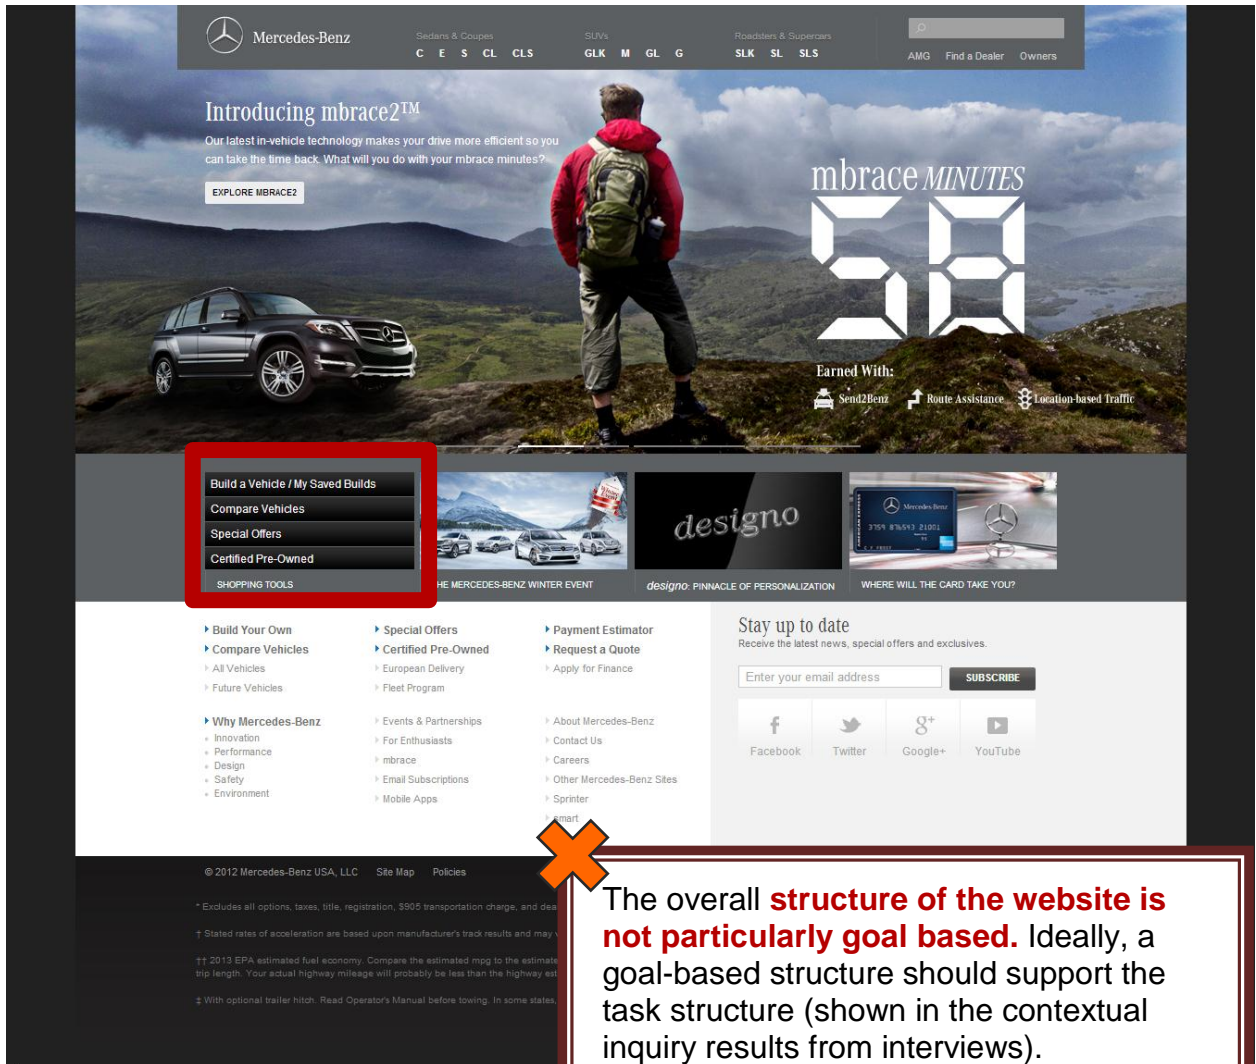 Mercedes-Benz
Sedans & Coupes
C E S CL CLS
SUVs
GLK M GL G
Roadsters & Supercars
SLK SL SLS
AMG Find a Dealer Owners
Introducing mbrace2™
Our latest in-vehicle technology makes your drive more efficient so you
can take the time back. What will you do with your mbrace minutes?
EXPLORE MBRACE2
mbrace MINUTES
58
Earned With:
Send2Benz Route Assistance Location-based Traffic
Build a Vehicle / My Saved Builds
Compare Vehicles
Special Offers
Certified Pre-Owned
SHOPPING TOOLS
Winter Event
HE MERCEDES-BENZ WINTER EVENT
designo
designo: PINNACLE OF PERSONALIZATION
Mercedes-Benz
AMERICAN EXPRESS
3759 876543 21001
C F FROST
WHERE WILL THE CARD TAKE YOU?
Build Your Own
Compare Vehicles
All Vehicles
Future Vehicles
Special Offers
Certified Pre-Owned
European Delivery
Fleet Program
Payment Estimator
Request a Quote
Apply for Finance
Why Mercedes-Benz
Innovation
Performance
Design
Safety
Environment
Events & Partnerships
For Enthusiasts
mbrace
Email Subscriptions
Mobile Apps
About Mercedes-Benz
Contact Us
Careers
Other Mercedes-Benz Sites
Sprinter
smart
Stay up to date
Receive the latest news, special offers and exclusives.
Enter your email address SUBSCRIBE
Facebook Twitter Google+ YouTube
© 2012 Mercedes-Benz USA, LLC Site Map Policies
* Excludes all options, taxes, title, registration, $905 transportation charge, and dea
† Stated rates of acceleration are based upon manufacturer's track results and may v
†† 2013 EPA estimated fuel economy. Compare the estimated mpg to the estimate
trip length. Your actual highway mileage will probably be less than the highway est
‡ With optional trailer hitch. Read Operator's Manual before towing. In some states,
The overall structure of the website is
not particularly goal based. Ideally, a
goal-based structure should support the
task structure (shown in the contextual
inquiry results from interviews).